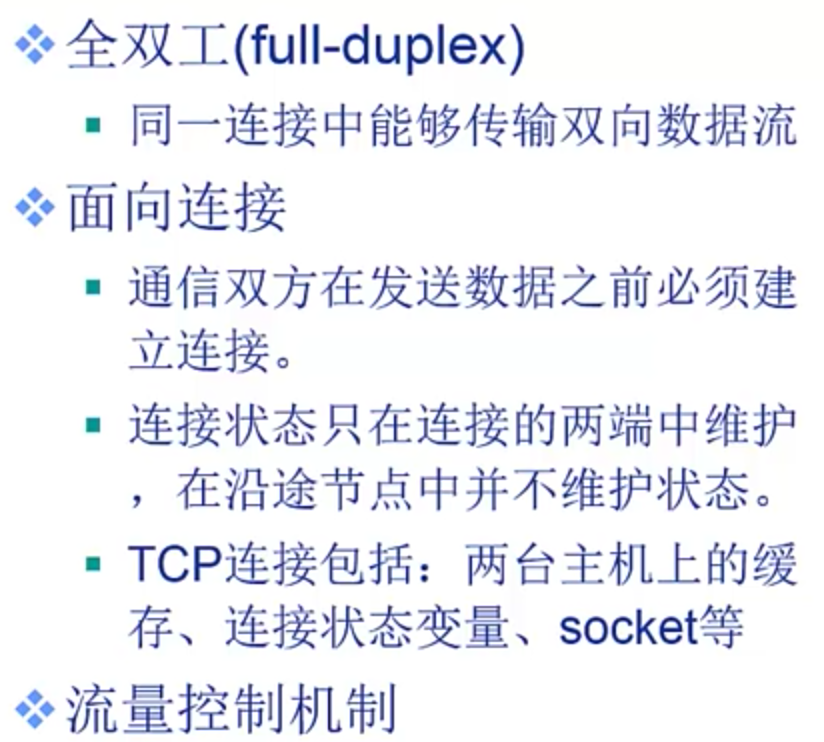 全双工(full-duplex)
同一连接中能够传输双向数据流
面向连接
通信双方在发送数据之前必须建
立连接。
连接状态只在连接的两端中维护
，在沿途节点中并不维护状态。
TCP连接包括：两台主机上的缓
存、连接状态变量、socket等
流量控制机制